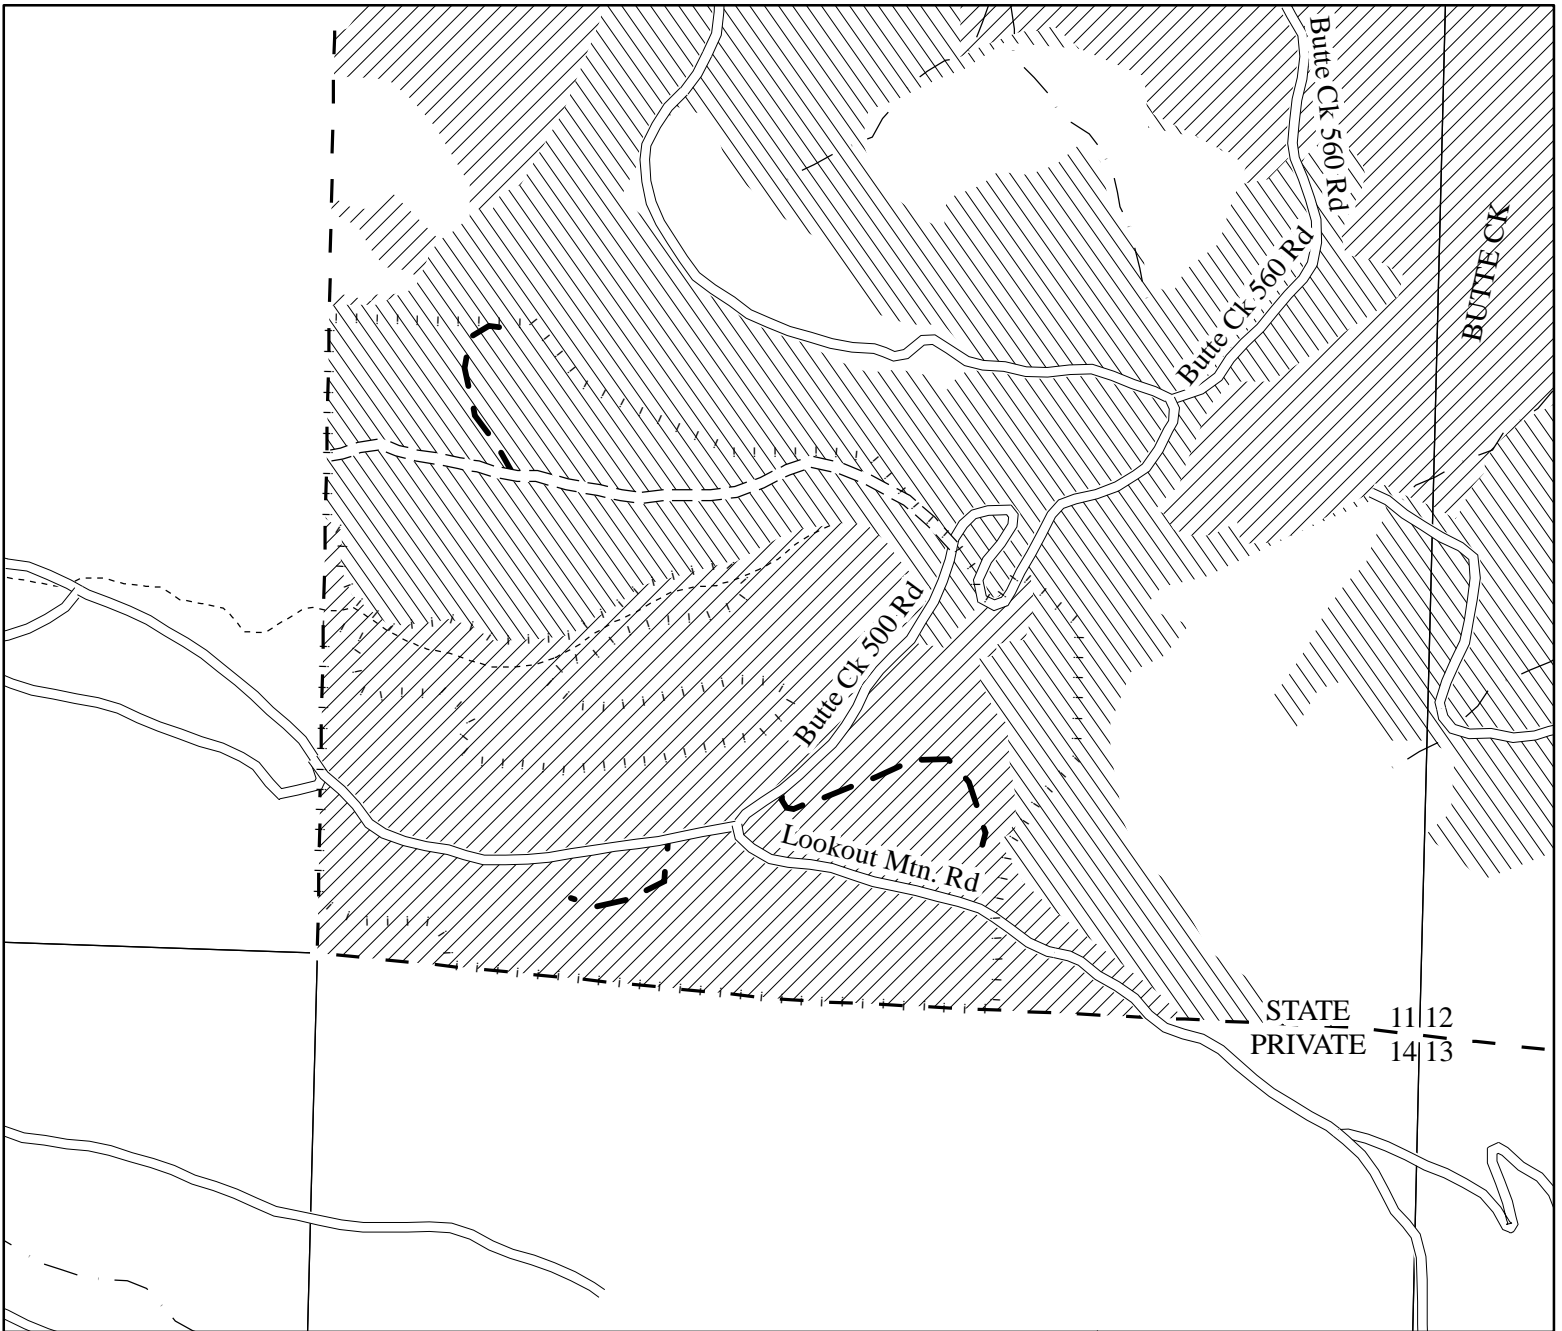 Butte Ck 560 Rd
BUTTE CK
Butte Ck 560 Rd
Butte Ck 500 Rd
Lookout Mtn. Rd
STATE 11 12
PRIVATE 14 13